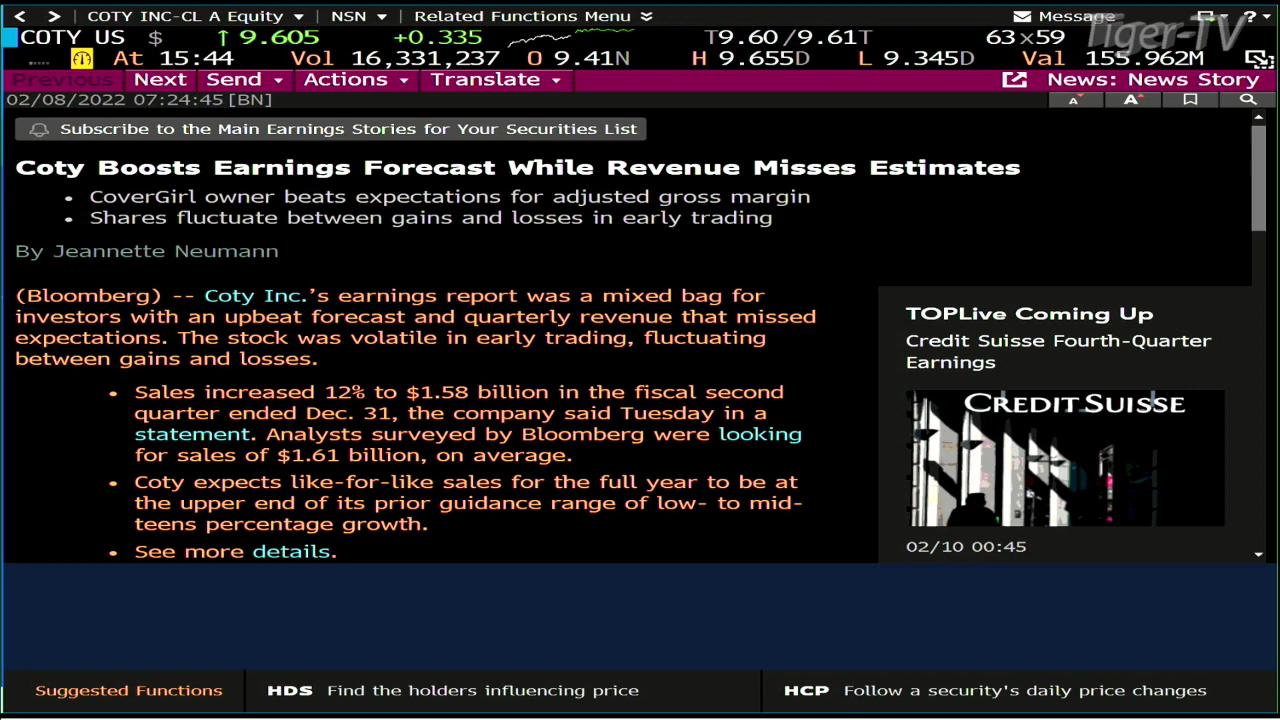 COTY INC-CL A Equity NSN Related Functions Menu Message ?
COTY US $ ↑ 9.605 +0.335 T9.60/9.61T 63x59
Tiger-TV
At 15:44 Vol 16,331,237 O 9.41N H 9.655D L 9.345D Val 155.962M
Previous Next Send Actions Translate News: News Story
02/08/2022 07:24:45[BN] A A
Subscribe to the Main Earnings Stories for Your Securities List
Coty Boosts Earnings Forecast While Revenue Misses Estimates
• CoverGirl owner beats expectations for adjusted gross margin
• Shares fluctuate between gains and losses in early trading
By Jeannette Neumann
(Bloomberg) -- Coty Inc.'s earnings report was a mixed bag for
investors with an upbeat forecast and quarterly revenue that missed
expectations. The stock was volatile in early trading, fluctuating
between gains and losses.
• Sales increased 12% to $1.58 billion in the fiscal second
quarter ended Dec. 31, the company said Tuesday in a
statement. Analysts surveyed by Bloomberg were looking
for sales of $1.61 billion, on average.
• Coty expects like-for-like sales for the full year to be at
the upper end of its prior guidance range of low- to mid-
teens percentage growth.
• See more details.
TOPLive Coming Up
Credit Suisse Fourth-Quarter
Earnings
CREDIT SUISSE
02/10 00:45
Suggested Functions HDS Find the holders influencing price HCP Follow a security's daily price changes